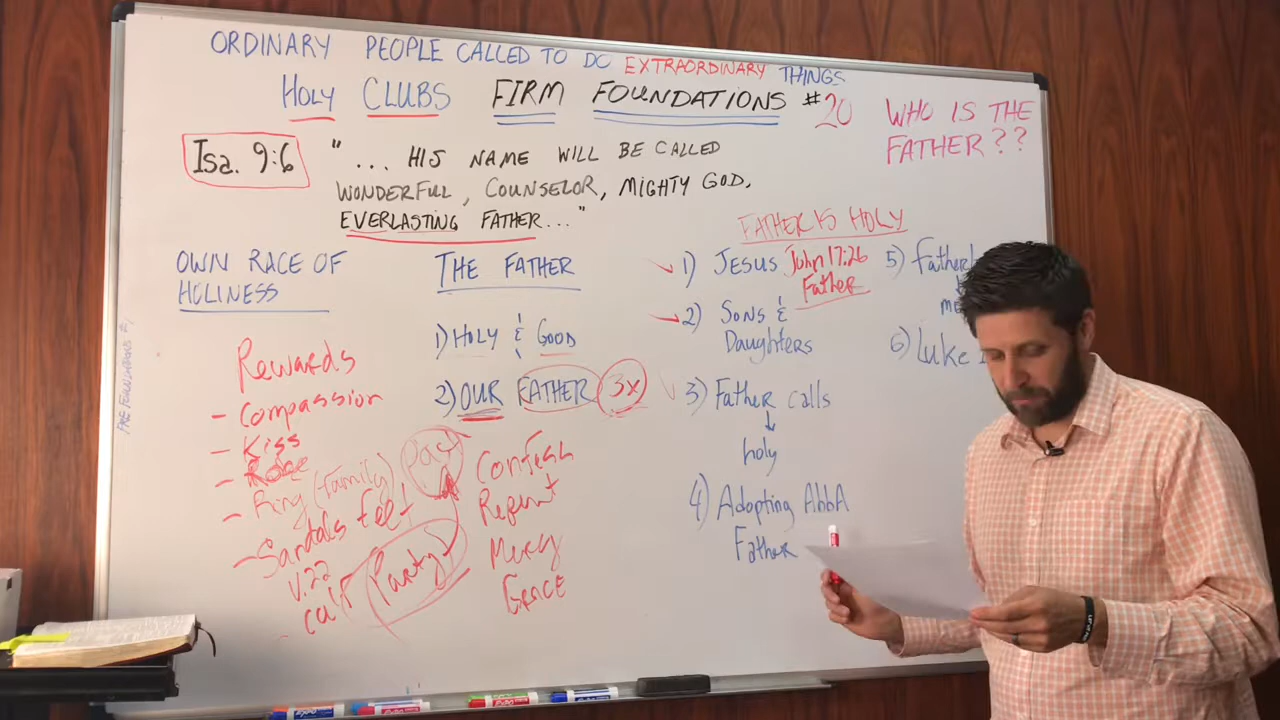 ORDINARY PEOPLE CALLED TO DO EXTRAORDINARY THINGS
HOLY CLUBS FIRM FOUNDATIONS #20
WHO IS THE
FATHER??
Isa. 9:6
"... HIS NAME WILL BE CALLED
WONDERFUL, COUNSELOR, MIGHTY GOD,
EVERLASTING FATHER..."
OWN RACE OF
HOLINESS
Rewards
- Compassion
- Kiss
- Ring (family)
- Sandals feet
V.22
- calf
Party
THE FATHER
1) HOLY & GOOD
2) OUR FATHER 3x
Confess
Repent
Mercy
GRACE
FATHER IS HOLY
1) JESUS John 17:26
Father
2) SONS &
Daughters
3) Father calls
holy
4) Adopting AbbA
Father
5) Father
6) Luke